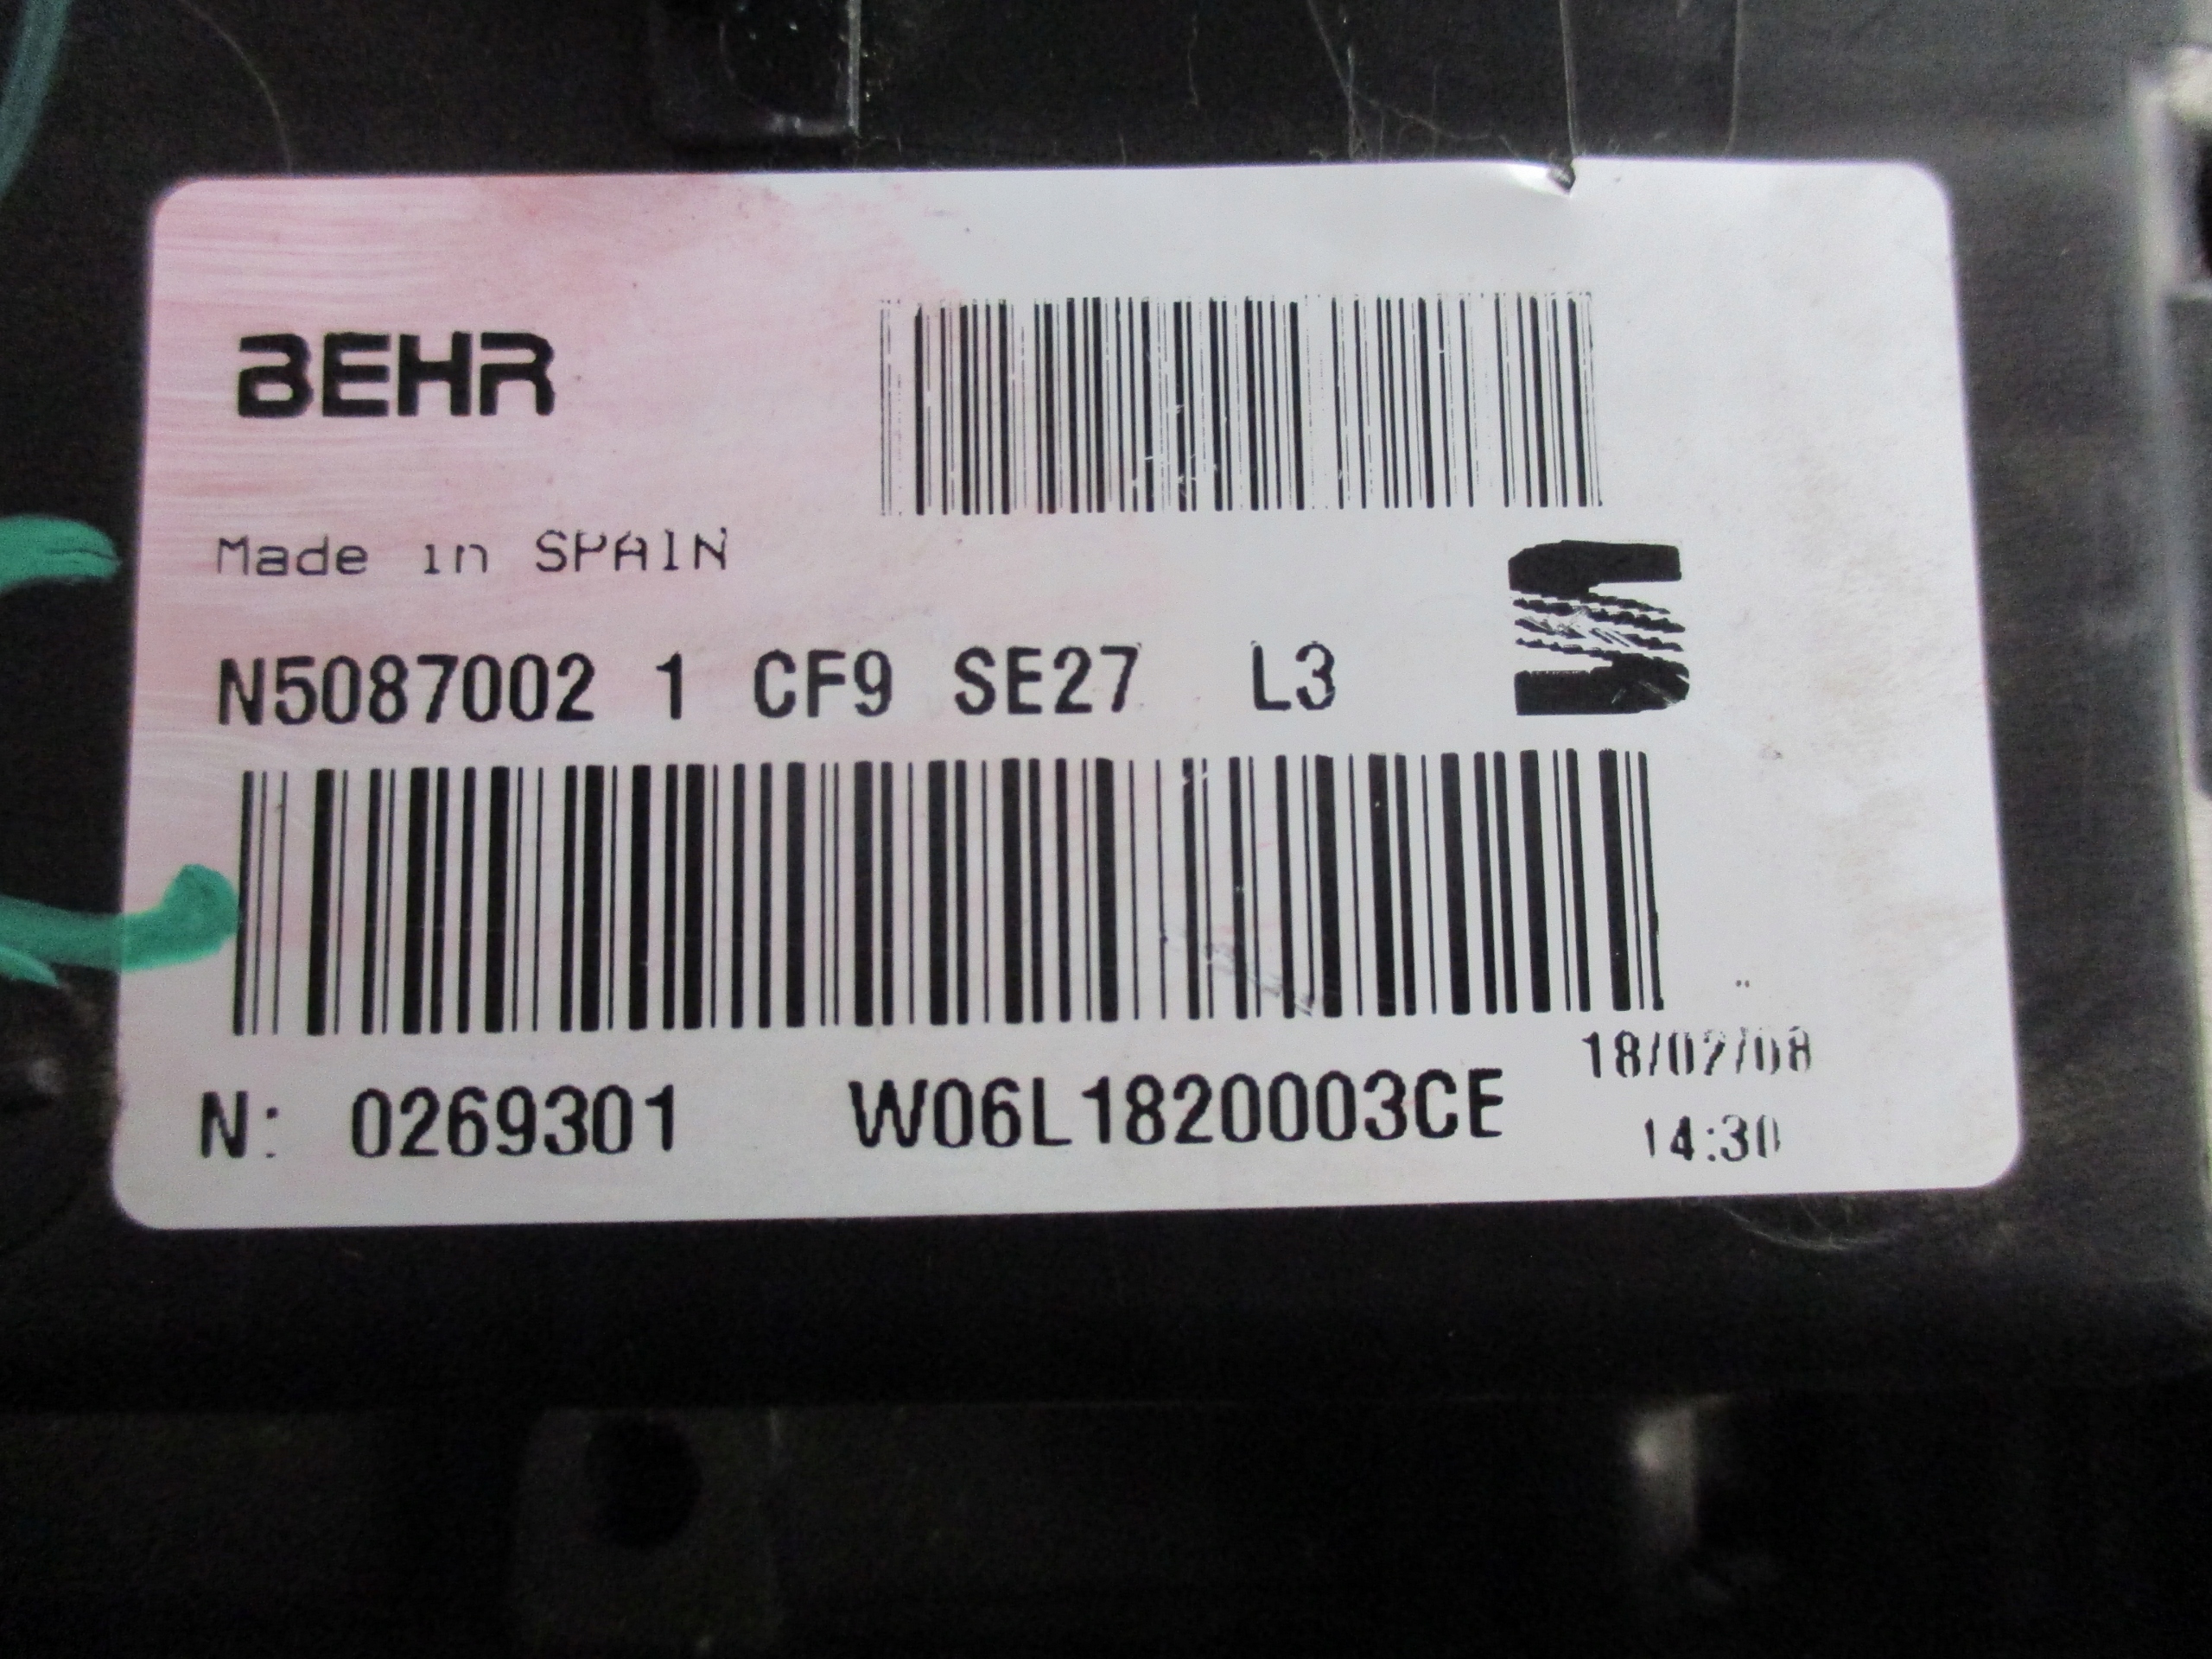 BEHR
Made in SPAIN
N5087002 1 CF9 SE27 L3
18/02/08
N: 0269301 W06L1820003CE
14:30